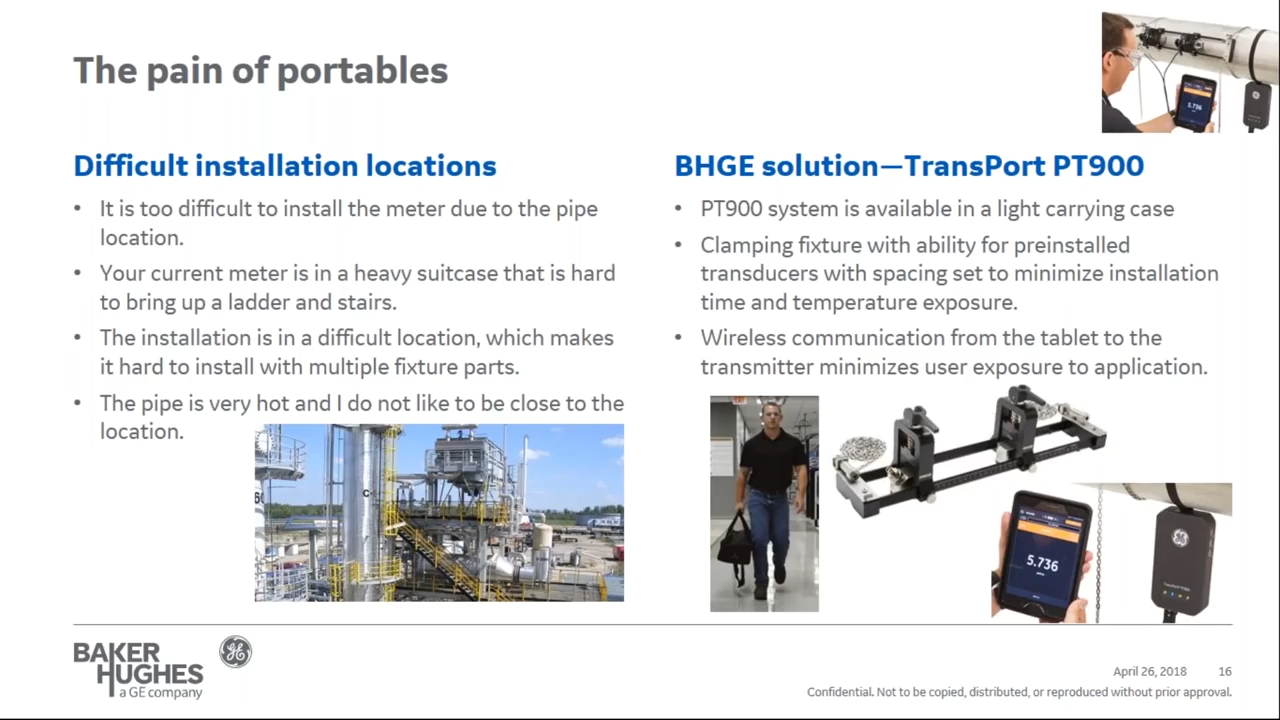 The pain of portables
5.736
Difficult installation locations
• It is too difficult to install the meter due to the pipe
location.
• Your current meter is in a heavy suitcase that is hard
to bring up a ladder and stairs.
• The installation is in a difficult location, which makes
it hard to install with multiple fixture parts.
• The pipe is very hot and I do not like to be close to the
location.
BHGE solution—TransPort PT900
• PT900 system is available in a light carrying case
• Clamping fixture with ability for preinstalled
transducers with spacing set to minimize installation
time and temperature exposure.
• Wireless communication from the tablet to the
transmitter minimizes user exposure to application.
5.736
BAKER
HUGHES
a GE company
April 26, 2018 16
Confidential. Not to be copied, distributed, or reproduced without prior approval.